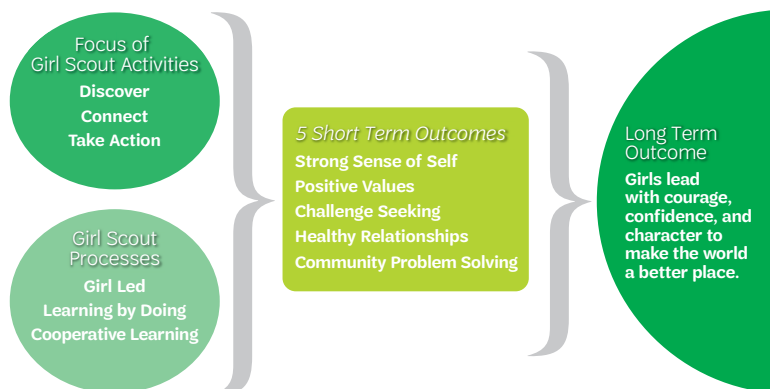 Focus of
Girl Scout Activities
Discover
Connect
Take Action
Girl Scout
Processes
Girl Led
Learning by Doing
Cooperative Learning
5 Short Term Outcomes
Strong Sense of Self
Positive Values
Challenge Seeking
Healthy Relationships
Community Problem Solving
Long Term
Outcome
Girls lead
with courage,
confidence, and
character to
make the world
a better place.